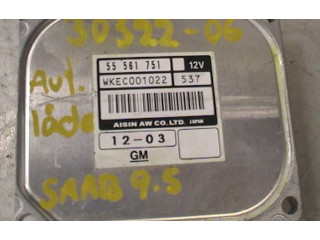 30322-06
55 561 751 12V
WKEC001022 537
Aut.
låda
AISIN AW CO.LTD. JAPAN
12-03
GM
SAAB 9.5